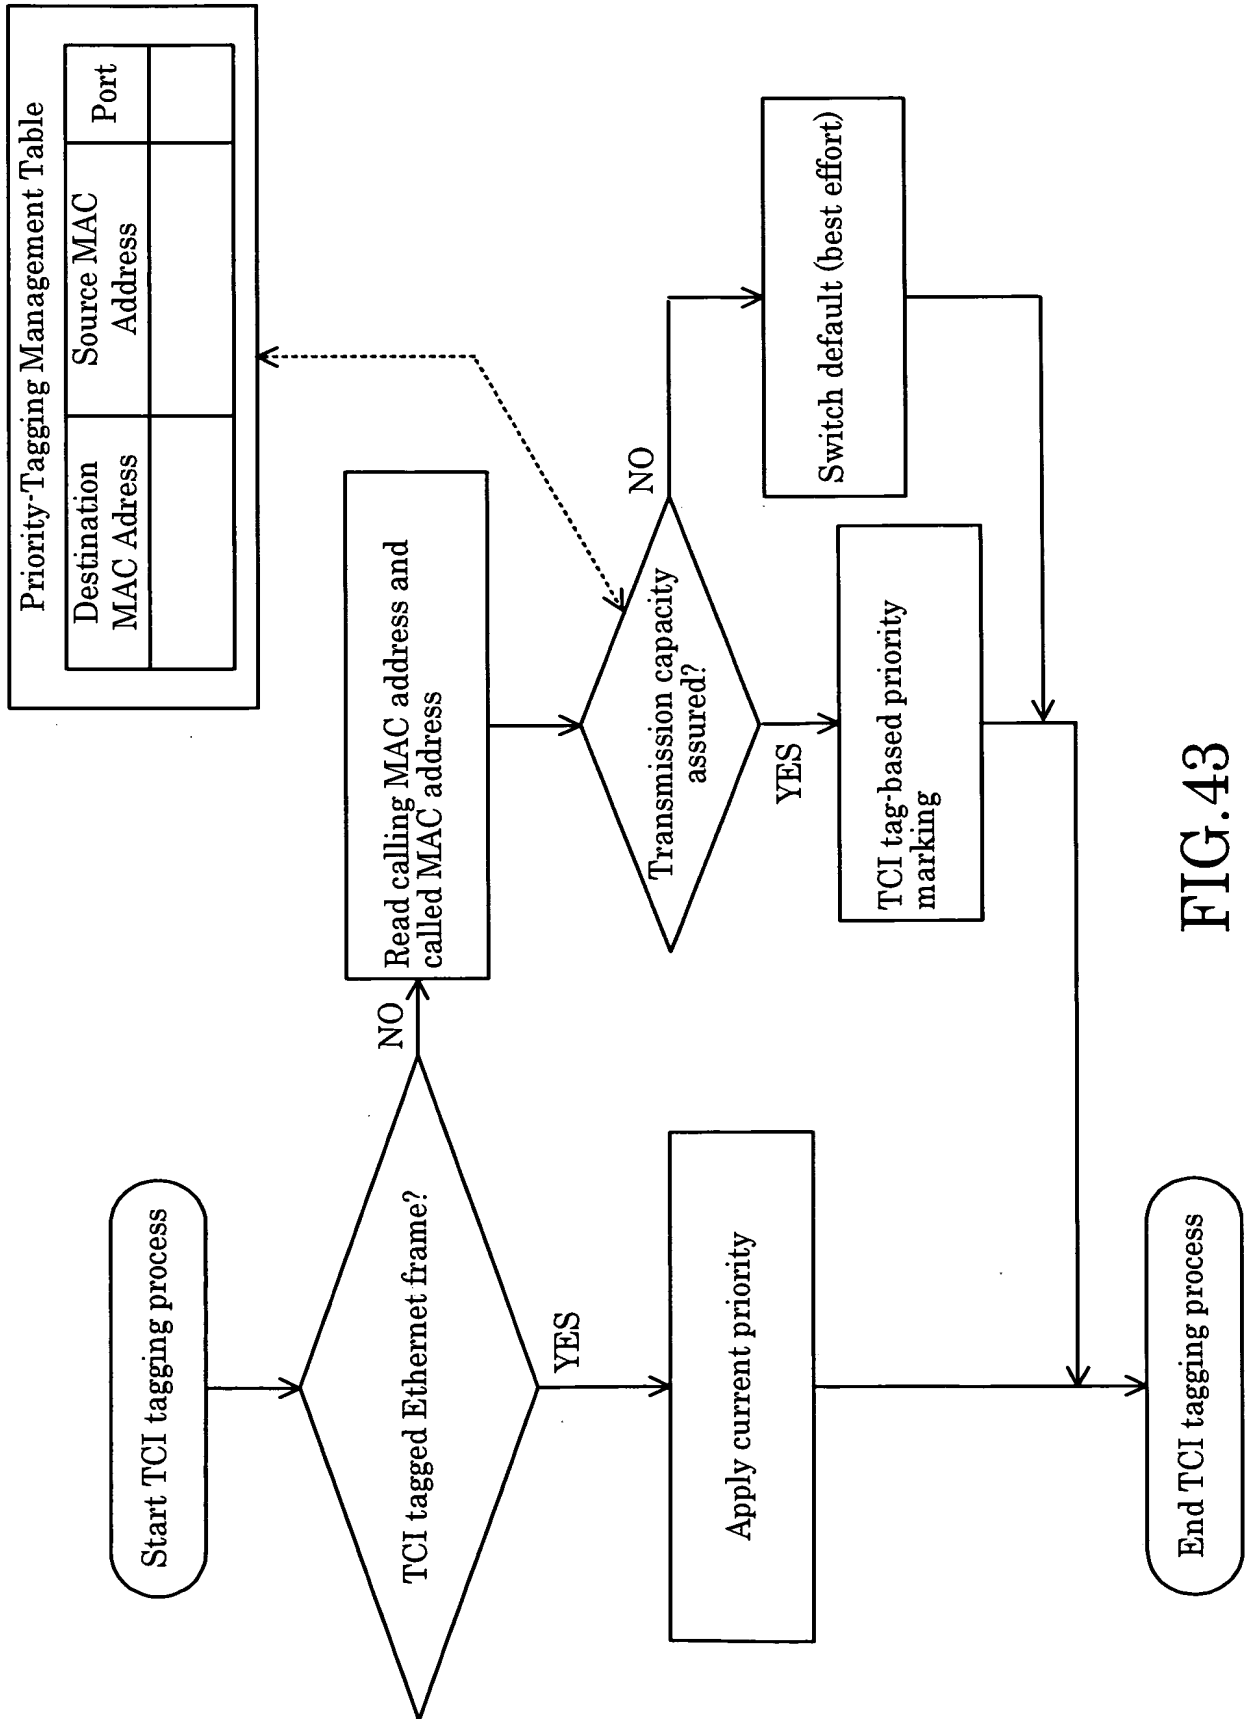 Priority-Tagging Management Table
Destination
MAC Adress
Source MAC
Address
Port
Start TCI tagging process
TCI tagged Ethernet frame?
NO
YES
Read calling MAC address and
called MAC address
Transmission capacity
assured?
NO
YES
Switch default (best effort)
TCI tag-based priority
marking
Apply current priority
End TCI tagging process
FIG.43